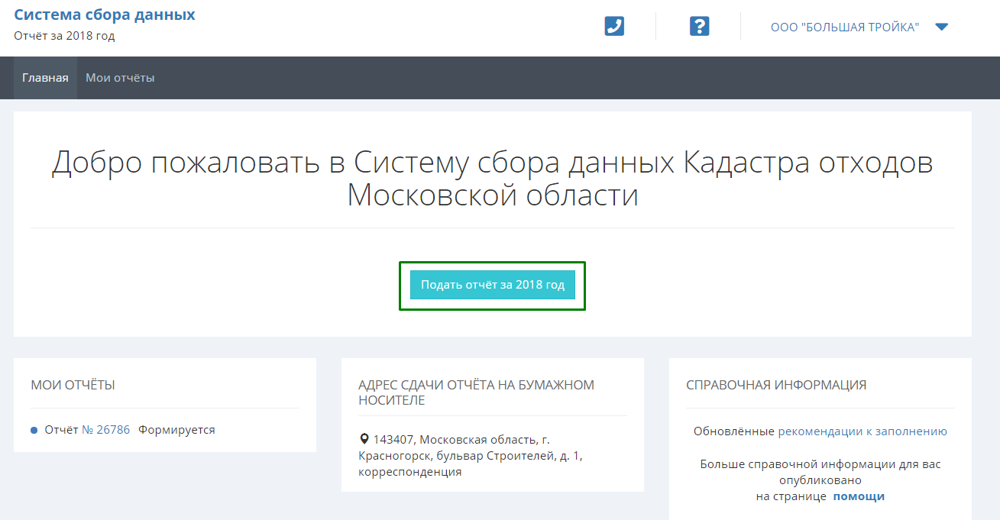 Система сбора данных
Отчёт за 2018 год
ООО "БОЛЬШАЯ ТРОЙКА"
Главная
Мои отчёты
Добро пожаловать в Систему сбора данных Кадастра отходов
Московской области
Подать отчёт за 2018 год
МОИ ОТЧЁТЫ
Отчёт № 26786 Формируется
АДРЕС СДАЧИ ОТЧЁТА НА БУМАЖНОМ
НОСИТЕЛЕ
143407, Московская область, г.
Красногорск, бульвар Строителей, д. 1,
корреспонденция
СПРАВОЧНАЯ ИНФОРМАЦИЯ
Обновлённые рекомендации к заполнению
Больше справочной информации для вас
опубликовано
на странице помощи